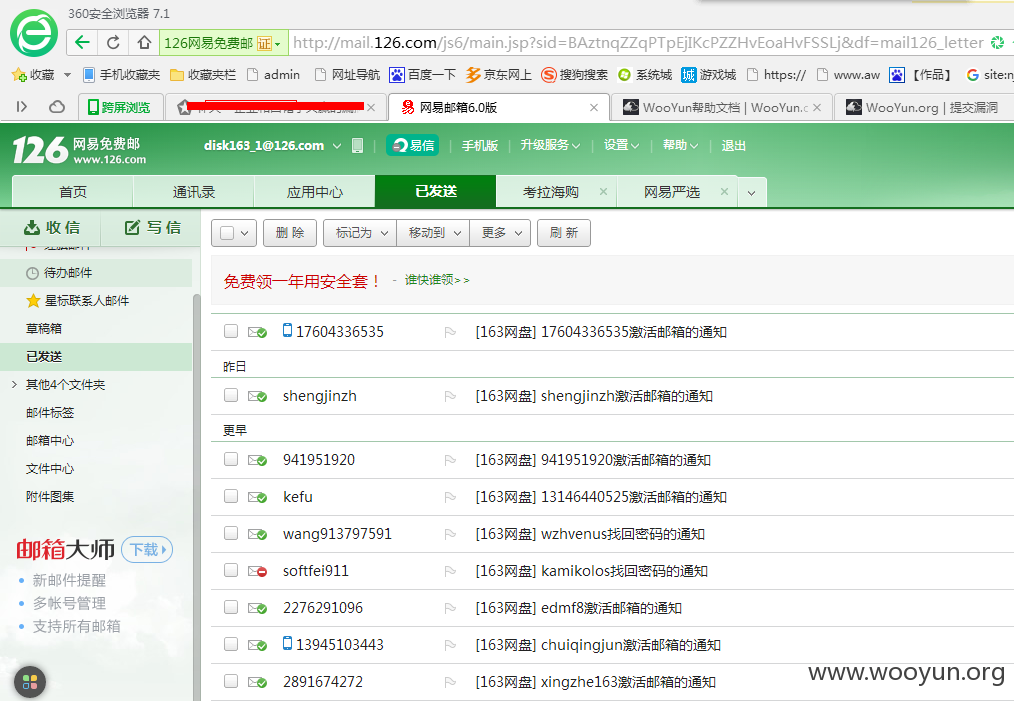 360安全浏览器 7.1
126网易免费邮 证 http://mail.126.com/js6/main.jsp?sid=BAztnqZZqPTpEjIKcPZZHvEoaHvFSSLj&df=mail126_letter
收藏 手机收藏夹 收藏夹栏 admin 网址导航 百度一下 京东网上 搜狗搜索 系统城 城 游戏城 https:// www.aw 【作品】 site:n
跨屏浏览 网易邮箱6.0版 WooYun帮助文档 | WooYun.o WooYun.org | 提交漏洞
126 网易免费邮 www.126.com disk163_1@126.com 易信 手机版 升级服务 设置 帮助 退出
首页 通讯录 应用中心 已发送 考拉海购 网易严选
收信 写信 删 除 标记为 移动到 更多 刷 新
待办邮件
星标联系人邮件
草稿箱
已发送
其他4个文件夹
邮件标签
邮箱中心
文件中心
附件图集
邮箱大师 下载
新邮件提醒
多帐号管理
支持所有邮箱
免费领一年用安全套！ - 谁快谁领>>
17604336535 [163网盘] 17604336535激活邮箱的通知
昨日
shengjinzh [163网盘] shengjinzh激活邮箱的通知
更早
941951920 [163网盘] 941951920激活邮箱的通知
kefu [163网盘] 13146440525激活邮箱的通知
wang913797591 [163网盘] wzhvenus找回密码的通知
softfei911 [163网盘] kamikolos找回密码的通知
2276291096 [163网盘] edmf8激活邮箱的通知
13945103443 [163网盘] chuiqingjun激活邮箱的通知
2891674272 [163网盘] xingzhe163激活邮箱的通知
www.wooyun.org